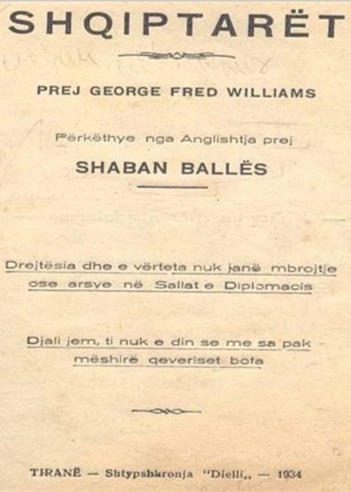 SHQIPTARËT
PREJ GEORGE FRED WILLIAMS
Përkëthye nga Anglishtja prej
SHABAN BALLËS
Drejtësia dhe e vërteta nuk janë mbrojtje
ose arsye në Sallat e Diplomacis
Djali jem, ti nuk e din se me sa pak
mëshirë qeveriset bota
TIRANË — Shtypshkronja "Dielli„ — 1934